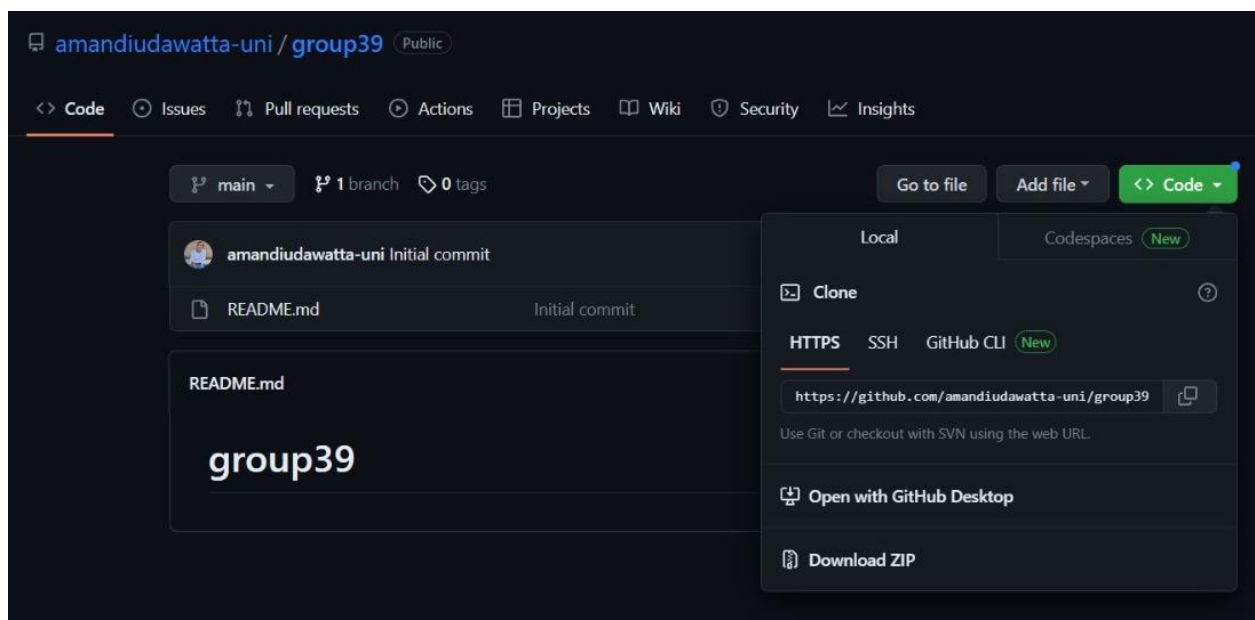 amandiudawatta-uni / group39 Public
Code Issues Pull requests Actions Projects Wiki Security Insights
main 1 branch 0 tags Go to file Add file Code
amandiudawatta-uni Initial commit
README.md Initial commit
README.md
group39
Local Codespaces New
Clone
HTTPS SSH GitHub CLI New
https://github.com/amandiudawatta-uni/group39
Use Git or checkout with SVN using the web URL.
Open with GitHub Desktop
Download ZIP